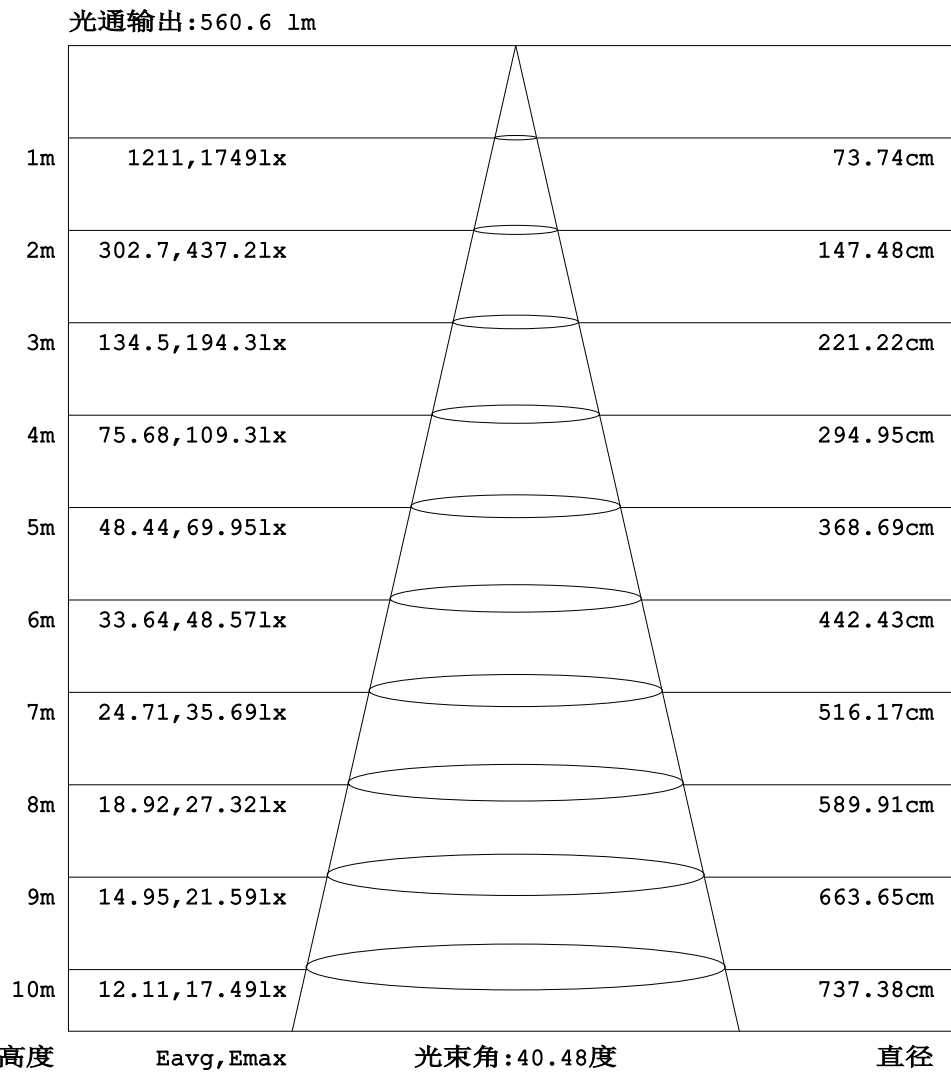 光通输出:560.6 lm
1m 1211,1749lx 73.74cm
2m 302.7,437.2lx 147.48cm
3m 134.5,194.3lx 221.22cm
4m 75.68,109.3lx 294.95cm
5m 48.44,69.95lx 368.69cm
6m 33.64,48.57lx 442.43cm
7m 24.71,35.69lx 516.17cm
8m 18.92,27.32lx 589.91cm
9m 14.95,21.59lx 663.65cm
10m 12.11,17.49lx 737.38cm
高度 Eavg,Emax 光束角:40.48度 直径